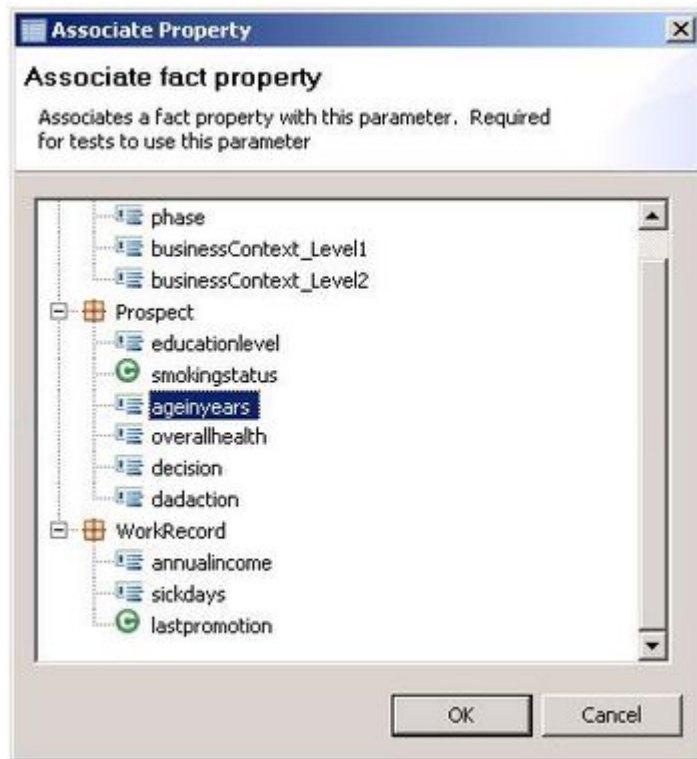 Associate Property
Associate fact property
Associates a fact property with this parameter. Required
for tests to use this parameter
phase
businessContext_Level1
businessContext_Level2
Prospect
educationlevel
smokingstatus
ageinyears
overallhealth
decision
dadaction
WorkRecord
annualincome
sickdays
lastpromotion
OK
Cancel